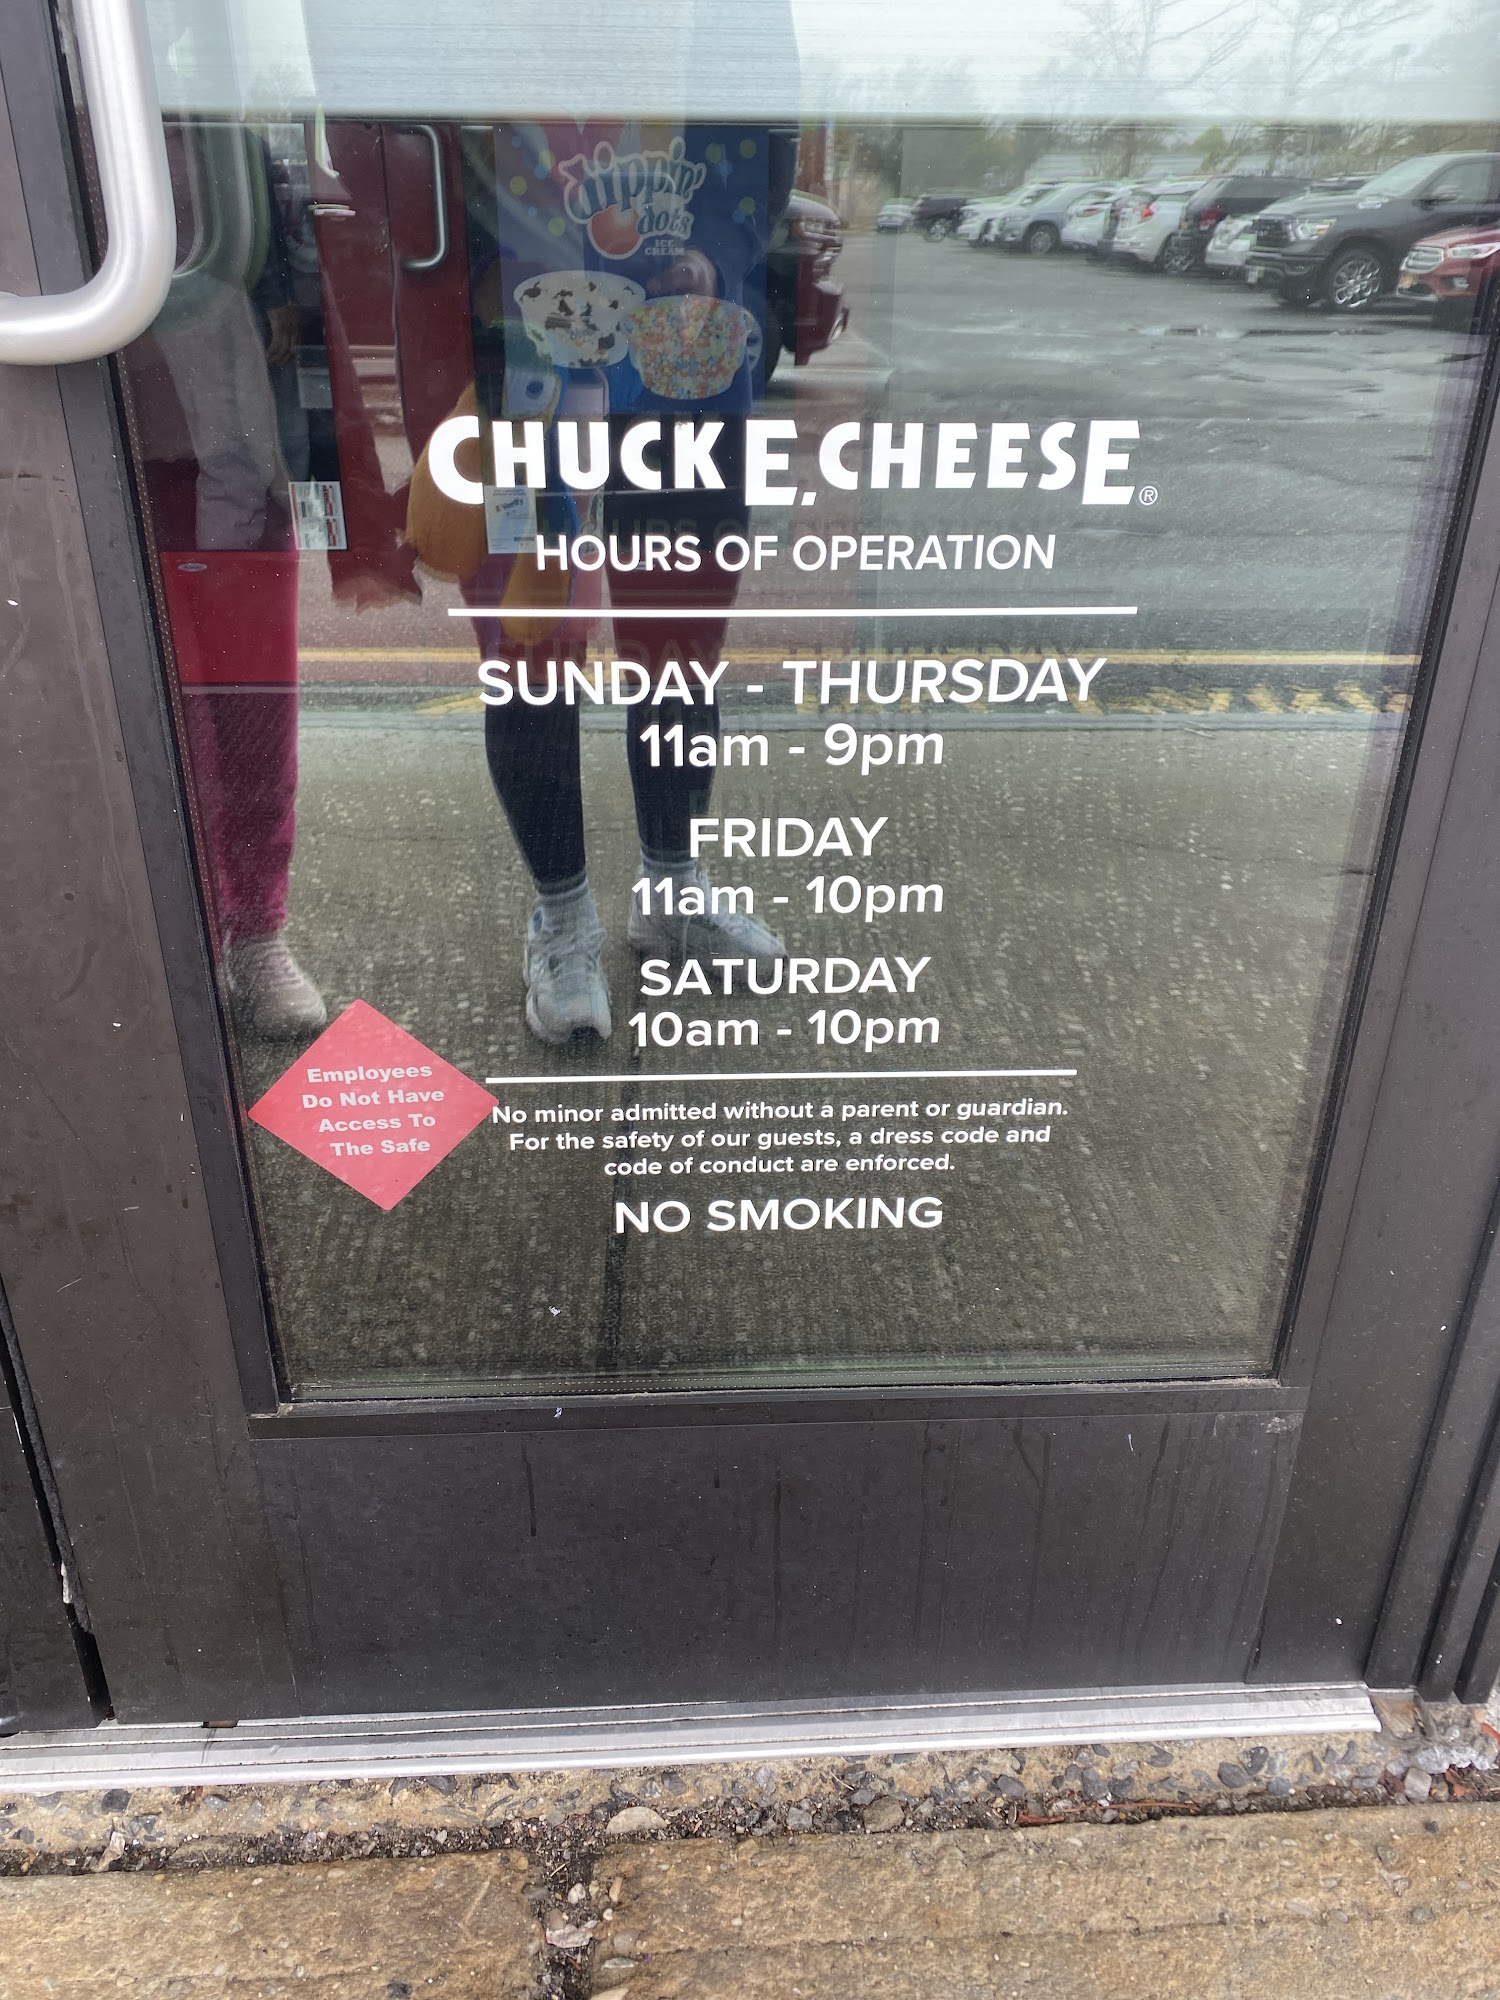 dippin'
dots
ICE
CREAM
CHUCK E. CHEESE®
HOURS OF OPERATION
SUNDAY - THURSDAY
11am - 9pm
FRIDAY
11am - 10pm
SATURDAY
10am - 10pm
Employees
Do Not Have
Access To
The Safe
No minor admitted without a parent or guardian.
For the safety of our guests, a dress code and
code of conduct are enforced.
NO SMOKING